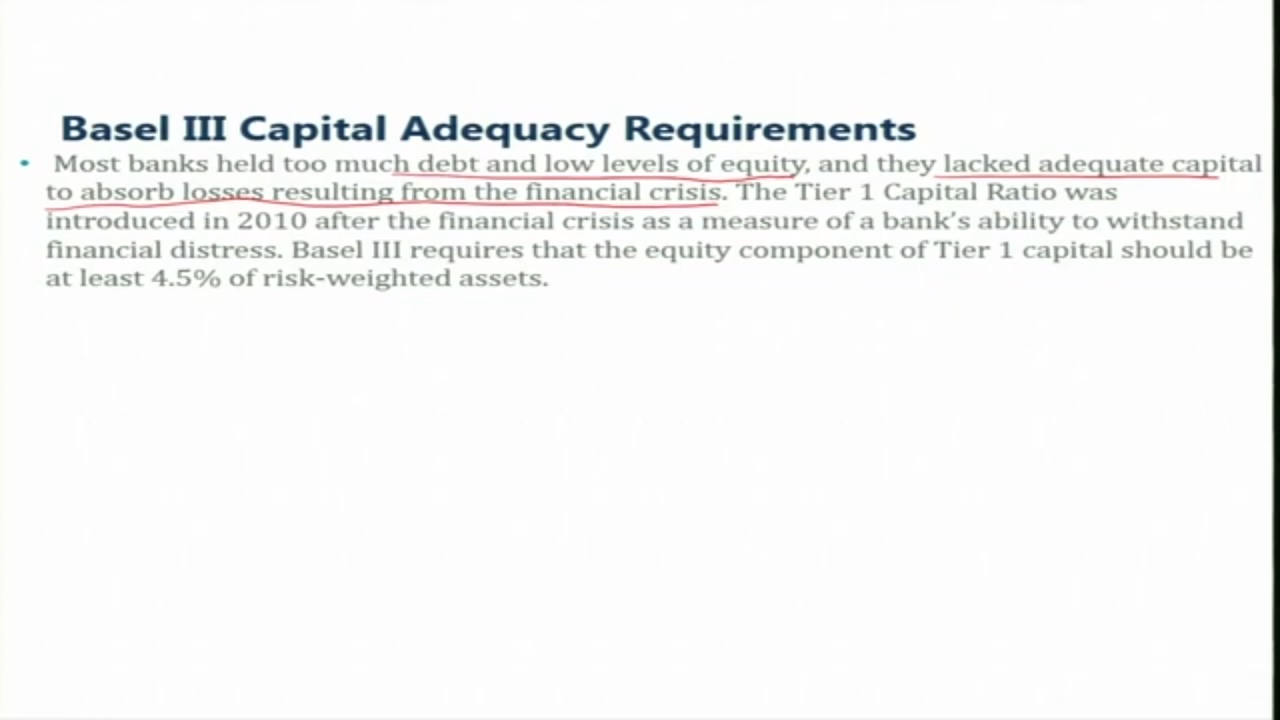 Basel III Capital Adequacy Requirements
• Most banks held too much debt and low levels of equity, and they lacked adequate capital
to absorb losses resulting from the financial crisis. The Tier 1 Capital Ratio was
introduced in 2010 after the financial crisis as a measure of a bank’s ability to withstand
financial distress. Basel III requires that the equity component of Tier 1 capital should be
at least 4.5% of risk-weighted assets.